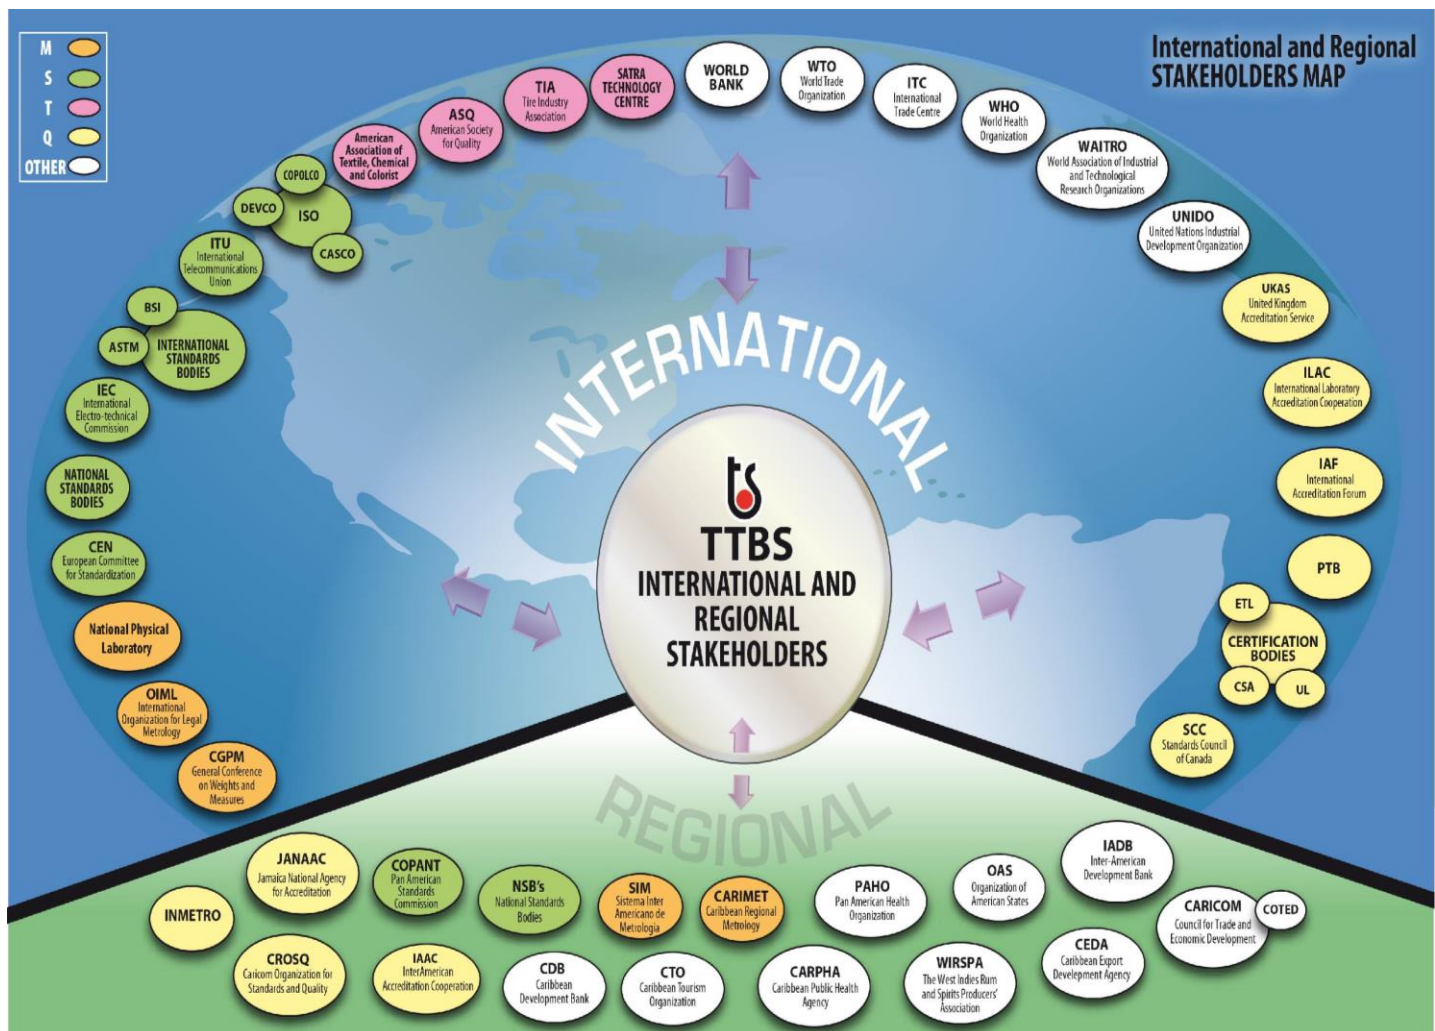 International and Regional
STAKEHOLDERS MAP
M
S
T
Q
OTHER
COPOLCO
DEVCO
ISO
CASCO
American
Association of
Textile, Chemical
and Colorist
ASQ
American Society
for Quality
TIA
Tire Industry
Association
SATRA
TECHNOLOGY
CENTRE
WORLD
BANK
WTO
World Trade
Organization
ITC
International
Trade Centre
WHO
World Health
Organization
WAITRO
World Association of Industrial
and Technological
Research Organizations
UNIDO
United Nations Industrial
Development Organization
UKAS
United Kingdom
Accreditation Service
ILAC
International Laboratory
Accreditation Cooperation
IAF
International
Accreditation Forum
PTB
ETL
CERTIFICATION
BODIES
CSA
UL
SCC
Standards Council
of Canada
ITU
International
Telecommunications
Union
BSI
ASTM
INTERNATIONAL
STANDARDS
BODIES
IEC
International
Electro-technical
Commission
NATIONAL
STANDARDS
BODIES
CEN
European Committee
for Standardization
National Physical
Laboratory
OIML
International
Organization for Legal
Metrology
CGPM
General Conference
on Weights and
Measures
INTERNATIONAL
ts
TTBS
INTERNATIONAL AND
REGIONAL
STAKEHOLDERS
REGIONAL
INMETRO
JANAAC
Jamaica National Agency
for Accreditation
COPANT
Pan American
Standards
Commission
NSB's
National Standards
Bodies
SIM
Sistema Inter
Americano de
Metrologia
CARIMET
Caribbean Regional
Metrology
PAHO
Pan American Health
Organization
OAS
Organization of
American States
IADB
Inter-American
Development Bank
CARICOM
Council for Trade and
Economic Development
COTED
CROSQ
Caricom Organization for
Standards and Quality
IAAC
InterAmerican
Accreditation Cooperation
CDB
Caribbean
Development Bank
CTO
Caribbean Tourism
Organization
CARPHA
Caribbean Public Health
Agency
WIRSPA
The West Indies Rum
and Spirits Producers'
Association
CEDA
Caribbean Export
Development Agency